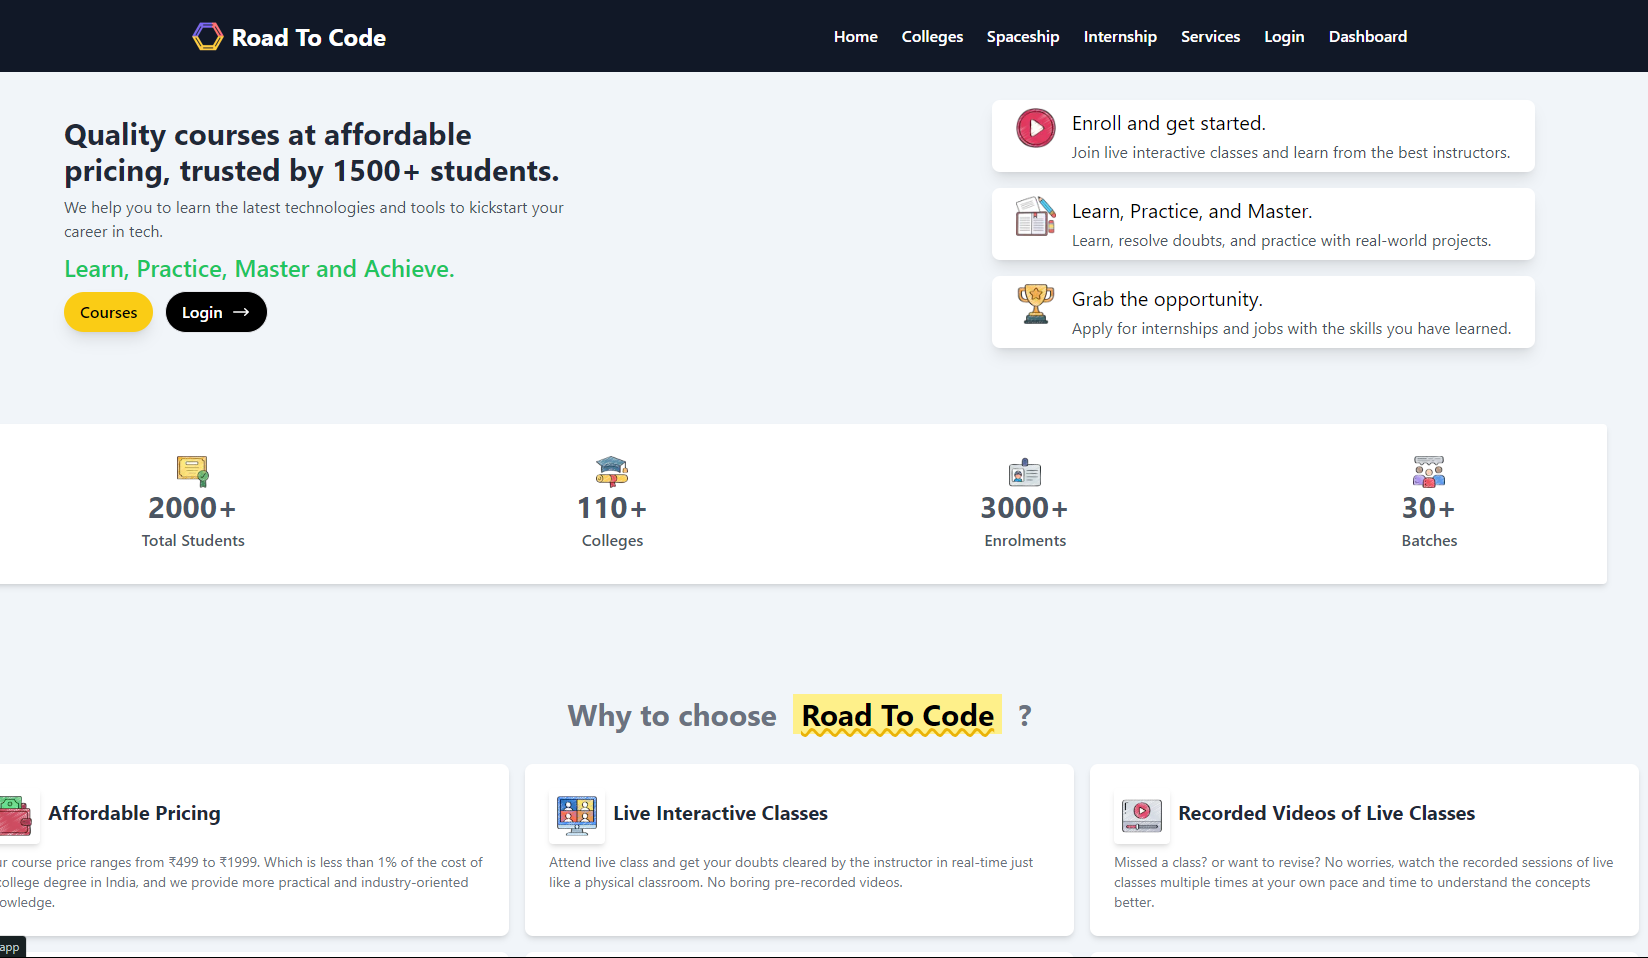 Road To Code
Home Colleges Spaceship Internship Services Login Dashboard
Quality courses at affordable
pricing, trusted by 1500+ students.
We help you to learn the latest technologies and tools to kickstart your
career in tech.
Learn, Practice, Master and Achieve.
Courses
Login →
Enroll and get started.
Join live interactive classes and learn from the best instructors.
Learn, Practice, and Master.
Learn, resolve doubts, and practice with real-world projects.
Grab the opportunity.
Apply for internships and jobs with the skills you have learned.
2000+
Total Students
110+
Colleges
3000+
Enrolments
30+
Batches
Why to choose Road To Code ?
Affordable Pricing
course price ranges from ₹499 to ₹1999. Which is less than 1% of the cost of
college degree in India, and we provide more practical and industry-oriented
Live Interactive Classes
Attend live class and get your doubts cleared by the instructor in real-time just
like a physical classroom. No boring pre-recorded videos.
Recorded Videos of Live Classes
Missed a class? or want to revise? No worries, watch the recorded sessions of live
classes multiple times at your own pace and time to understand the concepts
better.
app